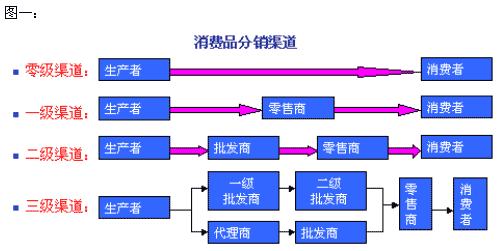 图一:
消费品分销渠道
零级渠道: 生产者 消费者
一级渠道: 生产者 零售商 消费者
二级渠道: 生产者 批发商 零售商 消费者
三级渠道: 生产者 一级批发商 二级批发商 代理商 批发商 零售商 消费者